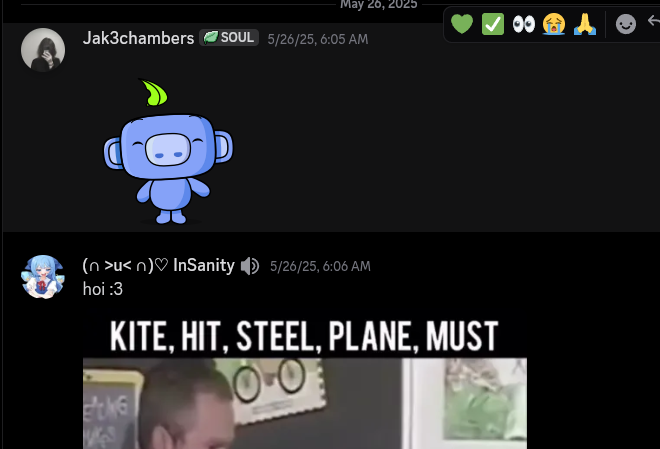 May 26, 2025
Jak3chambers SOUL 5/26/25, 6:05 AM
(∩ >u< ∩)♡ InSanity 5/26/25, 6:06 AM
hoi :3
KITE, HIT, STEEL, PLANE, MUST